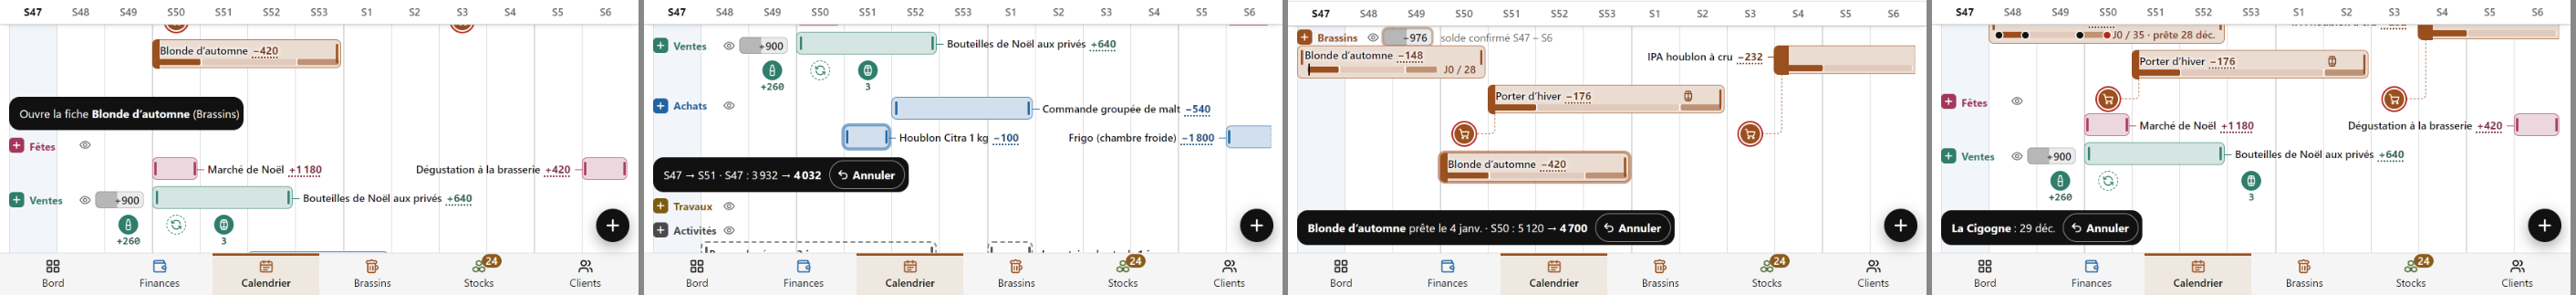 S47 S48 S49 S50 S51 S52 S53 S1 S2 S3 S4 S5 S6
Blonde d'automne −420
Ouvre la fiche Blonde d'automne (Brassins)
Fêtes
Marché de Noël +1 180
Dégustation à la brasserie +420
Ventes
+900
Bouteilles de Noël aux privés +640
+260
3
Bord
Finances
Calendrier
Brassins
24
Stocks
Clients
S47 S48 S49 S50 S51 S52 S53 S1 S2 S3 S4 S5 S6
Ventes
+900
Bouteilles de Noël aux privés +640
+260
3
Achats
Commande groupée de malt −540
Houblon Citra 1 kg −100
Frigo (chambre froide) −1 800
S47 → S51 · S47 : 3 932 → 4 032
Annuler
Travaux
Activités
Bord
Finances
Calendrier
Brassins
24
Stocks
Clients
S47 S48 S49 S50 S51 S52 S53 S1 S2 S3 S4 S5 S6
Brassins
−976
solde confirmé S47 – S6
Blonde d'automne −148
J0 / 28
IPA houblon à cru −232
Porter d'hiver −176
Blonde d'automne −420
Blonde d'automne prête le 4 janv. · S50 : 5 120 → 4 700
Annuler
Bord
Finances
Calendrier
Brassins
24
Stocks
Clients
S47 S48 S49 S50 S51 S52 S53 S1 S2 S3 S4 S5 S6
J0 / 35 · prête 28 déc.
Porter d'hiver −176
Fêtes
Marché de Noël +1 180
Dégustation à la brasserie +420
Ventes
+900
Bouteilles de Noël aux privés +640
+260
3
La Cigogne : 29 déc.
Annuler
Bord
Finances
Calendrier
Brassins
24
Stocks
Clients